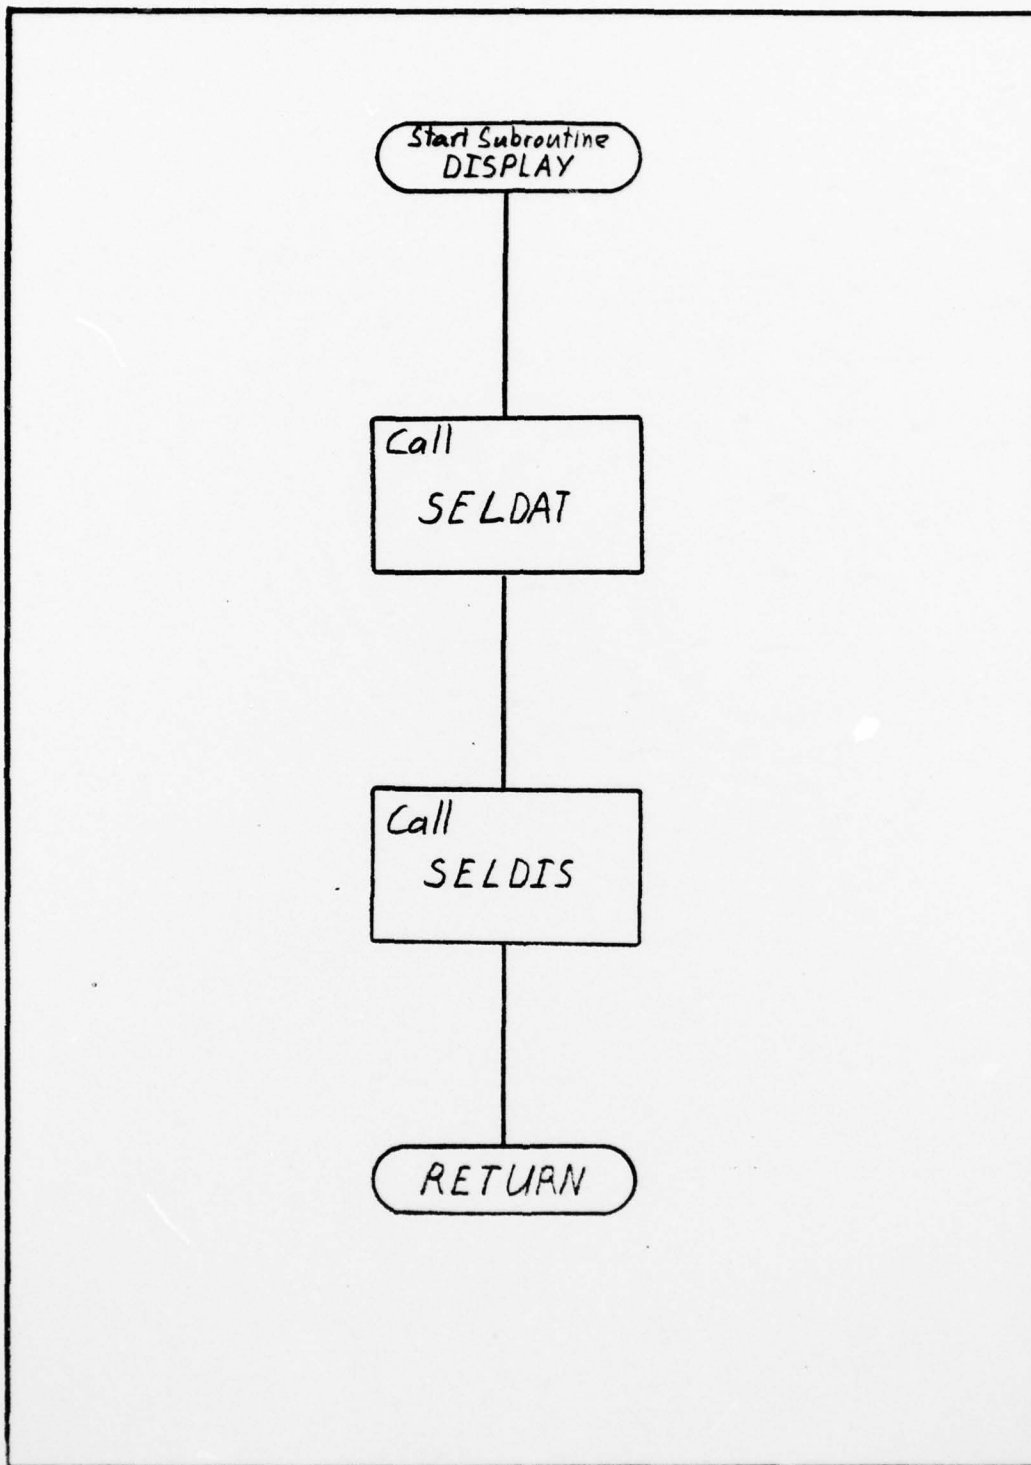 Start Subroutine
DISPLAY
Call
SELDAT
Call
SELDIS
RETURN